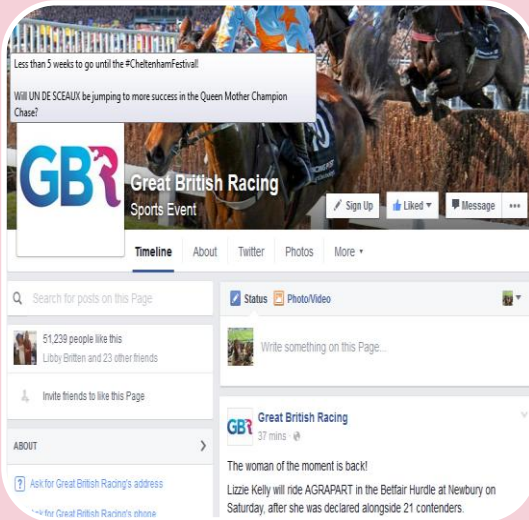 Less than 5 weeks to go until the #CheltenhamFestival!
Will UN DE SCEAUX be jumping to more success in the Queen Mother Champion
Chase?
GBR
Great British Racing
Sports Event
Sign Up
Liked
Message
Timeline
About
Twitter
Photos
More
Search for posts on this Page
51,239 people like this
Libby Britten and 23 other friends
Invite friends to like this Page
ABOUT
Ask for Great British Racing's address
Ask for Great British Racing's phone
Status
Photo/Video
Write something on this Page...
GBR
Great British Racing
37 mins
The woman of the moment is back!
Lizzie Kelly will ride AGRAPART in the Betfair Hurdle at Newbury on
Saturday, after she was declared alongside 21 contenders.